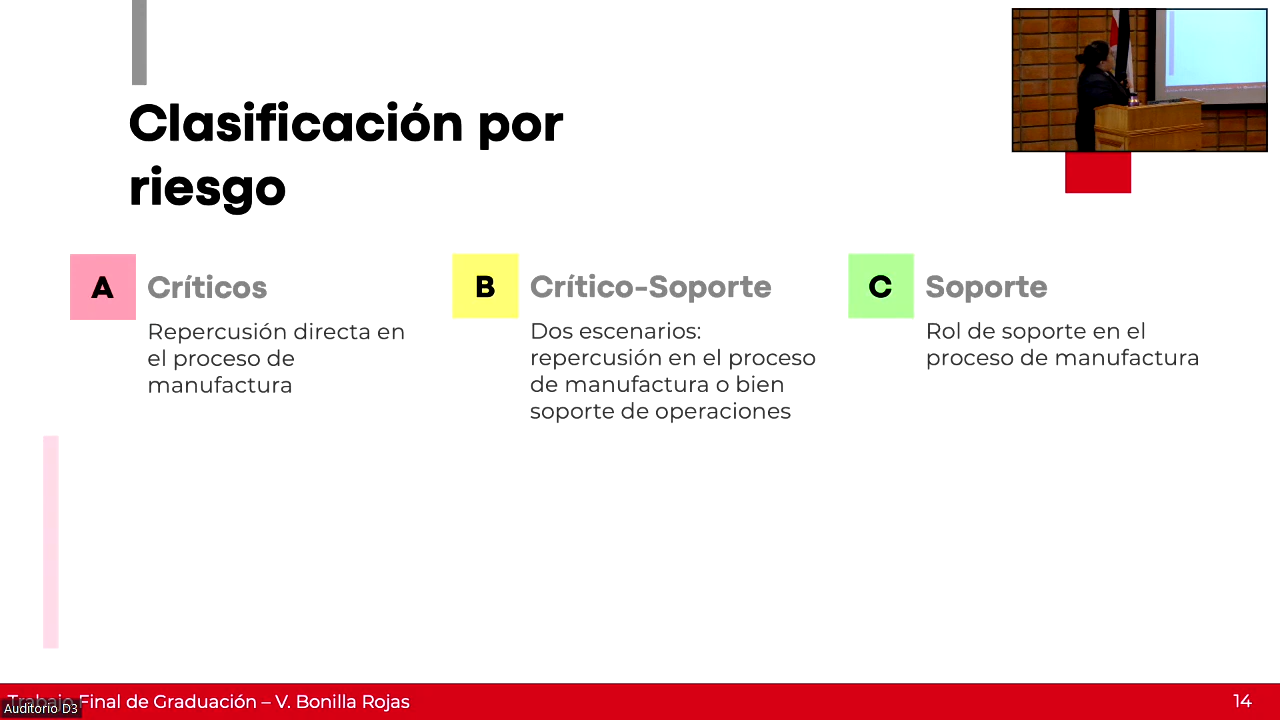 Clasificación por
riesgo
A
Críticos
Repercusión directa en
el proceso de
manufactura
B
Crítico-Soporte
Dos escenarios:
repercusión en el proceso
de manufactura o bien
soporte de operaciones
C
Soporte
Rol de soporte en el
proceso de manufactura
Trabajo Final de Graduación – V. Bonilla Rojas
14
Auditorio D3